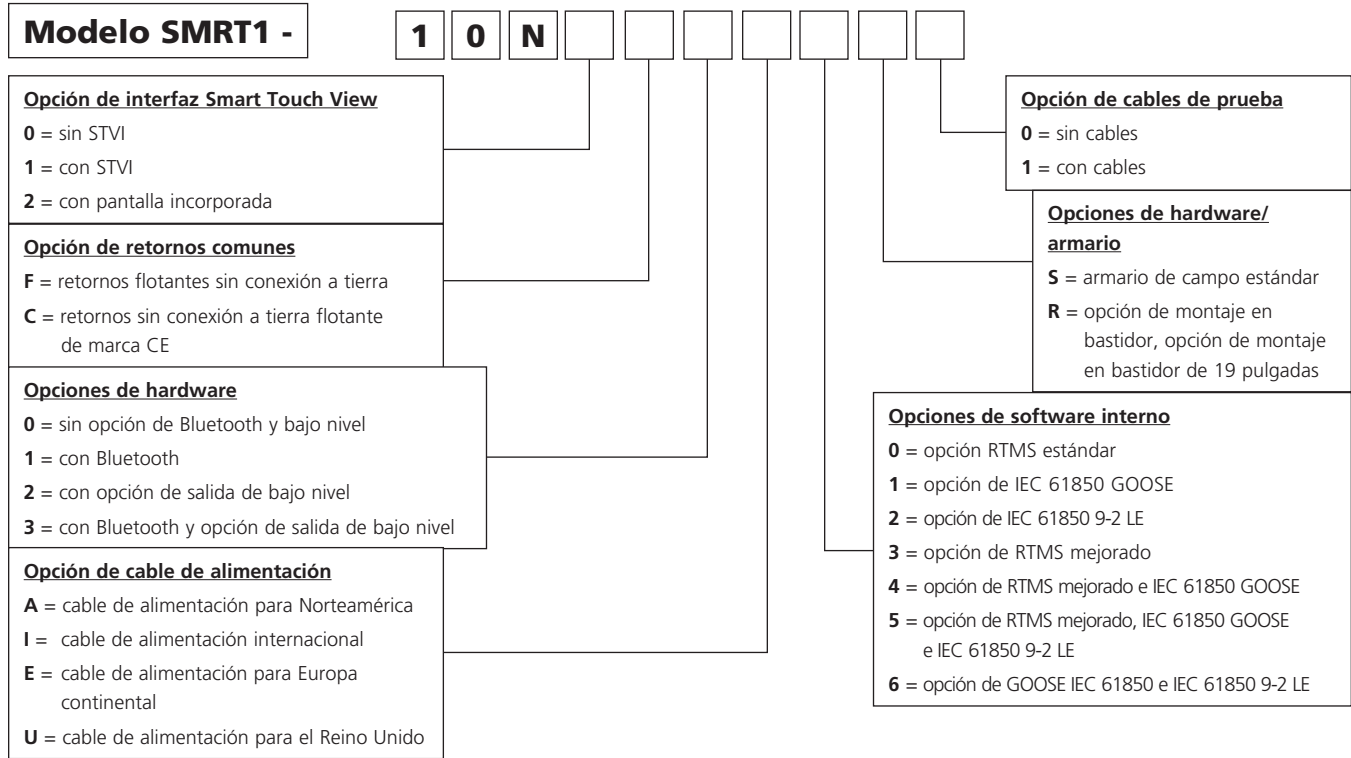 Modelo SMRT1 - 1 0 N
Opción de interfaz Smart Touch View
0 = sin STVI
1 = con STVI
2 = con pantalla incorporada
Opción de retornos comunes
F = retornos flotantes sin conexión a tierra
C = retornos sin conexión a tierra flotante
de marca CE
Opciones de hardware
0 = sin opción de Bluetooth y bajo nivel
1 = con Bluetooth
2 = con opción de salida de bajo nivel
3 = con Bluetooth y opción de salida de bajo nivel
Opción de cable de alimentación
A = cable de alimentación para Norteamérica
I = cable de alimentación internacional
E = cable de alimentación para Europa
continental
U = cable de alimentación para el Reino Unido
Opción de cables de prueba
0 = sin cables
1 = con cables
Opciones de hardware/
armario
S = armario de campo estándar
R = opción de montaje en
bastidor, opción de montaje
en bastidor de 19 pulgadas
Opciones de software interno
0 = opción RTMS estándar
1 = opción de IEC 61850 GOOSE
2 = opción de IEC 61850 9-2 LE
3 = opción de RTMS mejorado
4 = opción de RTMS mejorado e IEC 61850 GOOSE
5 = opción de RTMS mejorado, IEC 61850 GOOSE
e IEC 61850 9-2 LE
6 = opción de GOOSE IEC 61850 e IEC 61850 9-2 LE